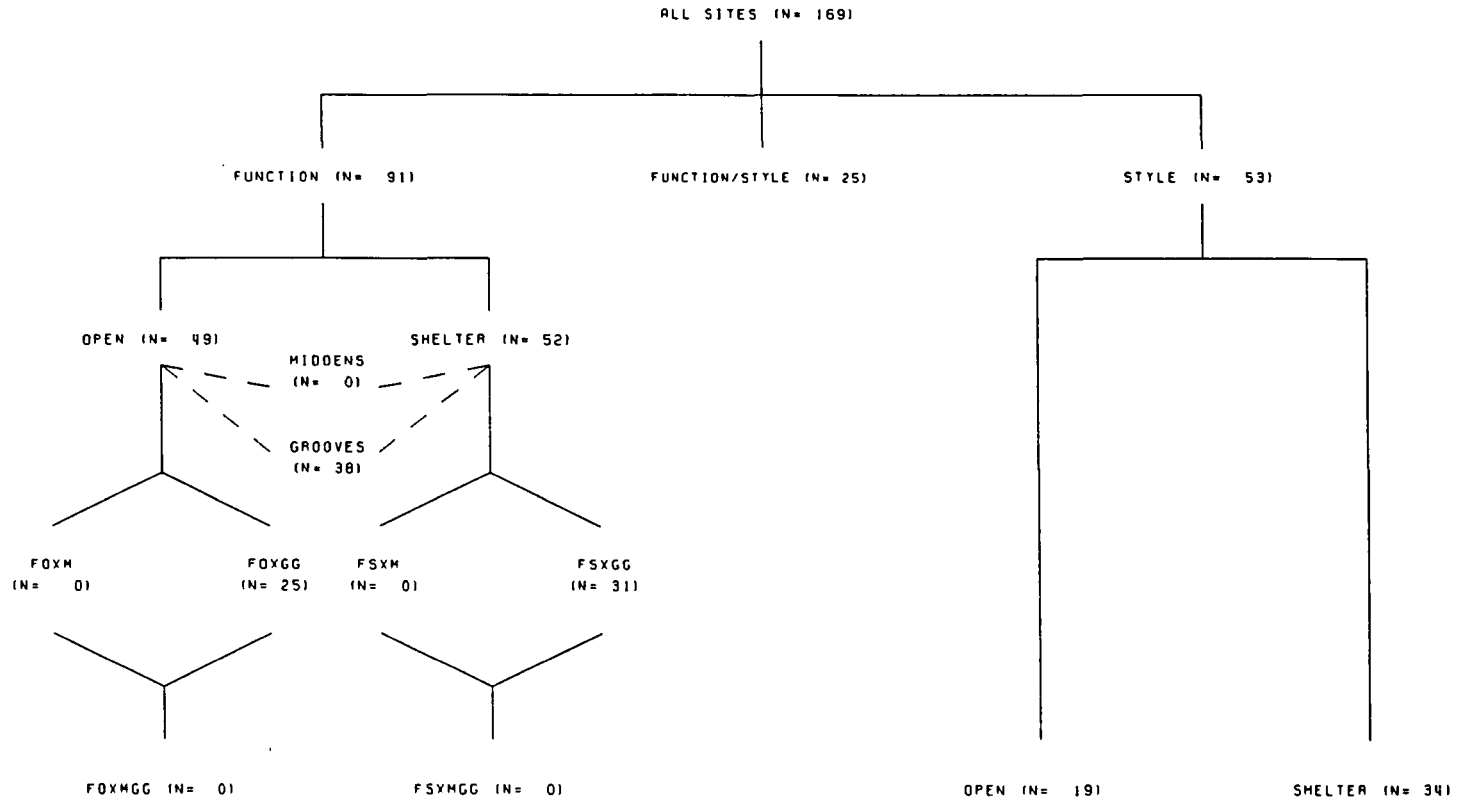 ALL SITES (N= 169)
FUNCTION (N= 91)
FUNCTION/STYLE (N= 25)
STYLE (N= 53)
OPEN (N= 49)
SHELTER (N= 52)
MIDDENS
(N= 0)
GROOVES
(N= 38)
FOXM
(N= 0)
FOXGG
(N= 25)
FSXM
(N= 0)
FSXGG
(N= 31)
FOXMGG (N= 0)
FSXMGG (N= 0)
OPEN (N= 19)
SHELTER (N= 34)